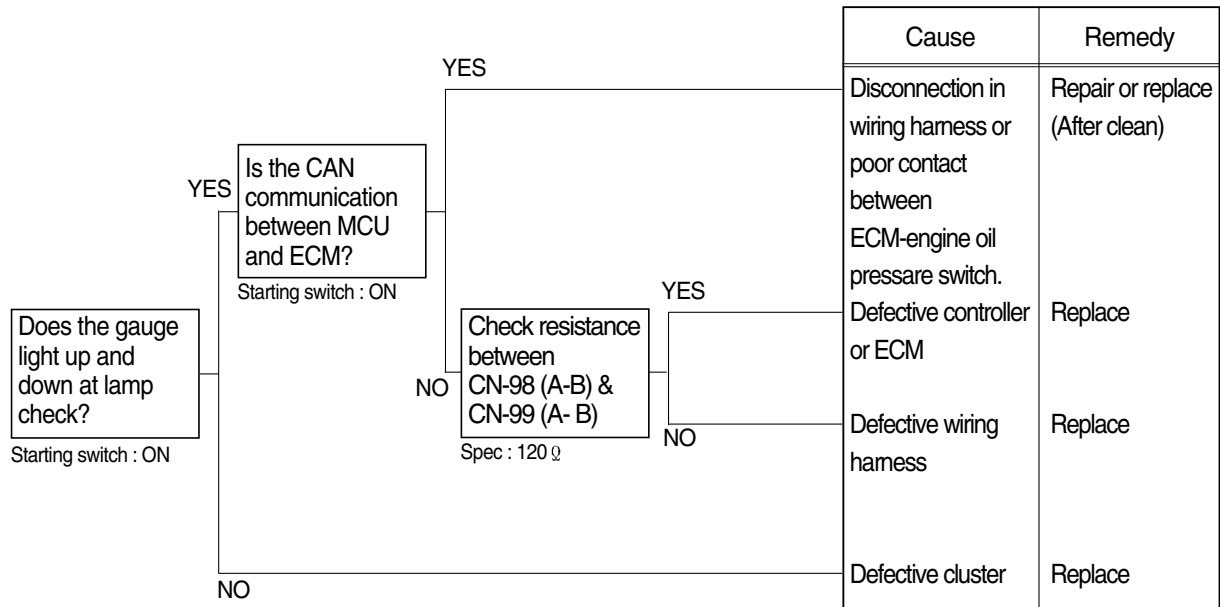 Cause
Remedy
YES
Disconnection in
wiring harness or
poor contact
between
ECM-engine oil
pressare switch.
Repair or replace
(After clean)
YES
Is the CAN
communication
between MCU
and ECM?
Starting switch : ON
YES
Defective controller
or ECM
Replace
Does the gauge
light up and
down at lamp
check?
Starting switch : ON
NO
Check resistance
between
CN-98 (A-B) &
CN-99 (A- B)
Spec : 120 Ω
NO
Defective wiring
harness
Replace
NO
Defective cluster
Replace